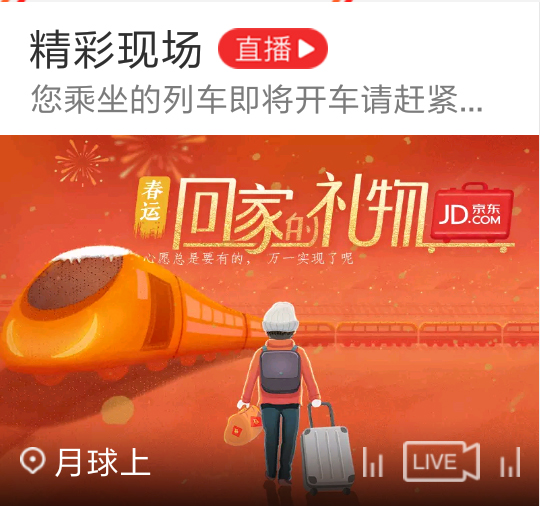 精彩现场 直播
您乘坐的列车即将开车请赶紧...
春运
回家的礼物
JD.京东
.COM
心愿总是要有的， 万一实现了呢
月球上
LIVE